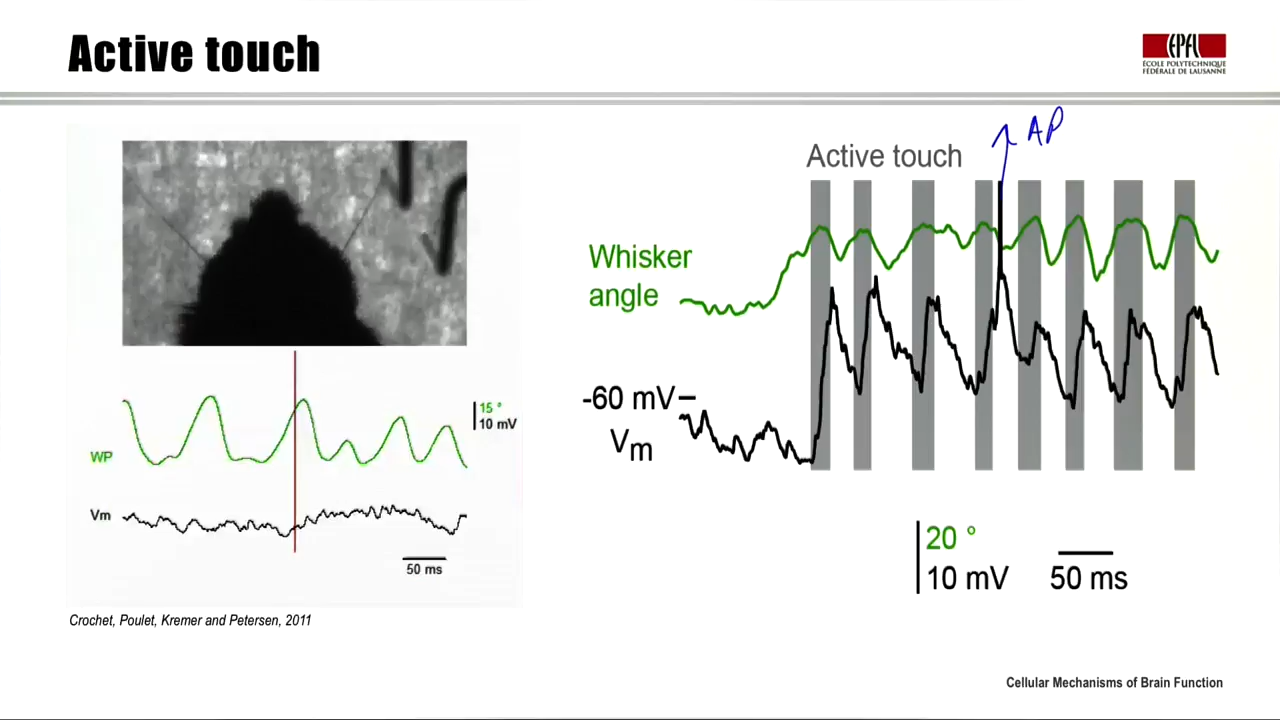 Active touch
EPFL
ÉCOLE POLYTECHNIQUE
FÉDÉRALE DE LAUSANNE
WP
15 °
10 mV
Vm
50 ms
Crochet, Poulet, Kremer and Petersen, 2011
AP
Active touch
Whisker
angle
-60 mV
Vm
20 °
10 mV
50 ms
Cellular Mechanisms of Brain Function